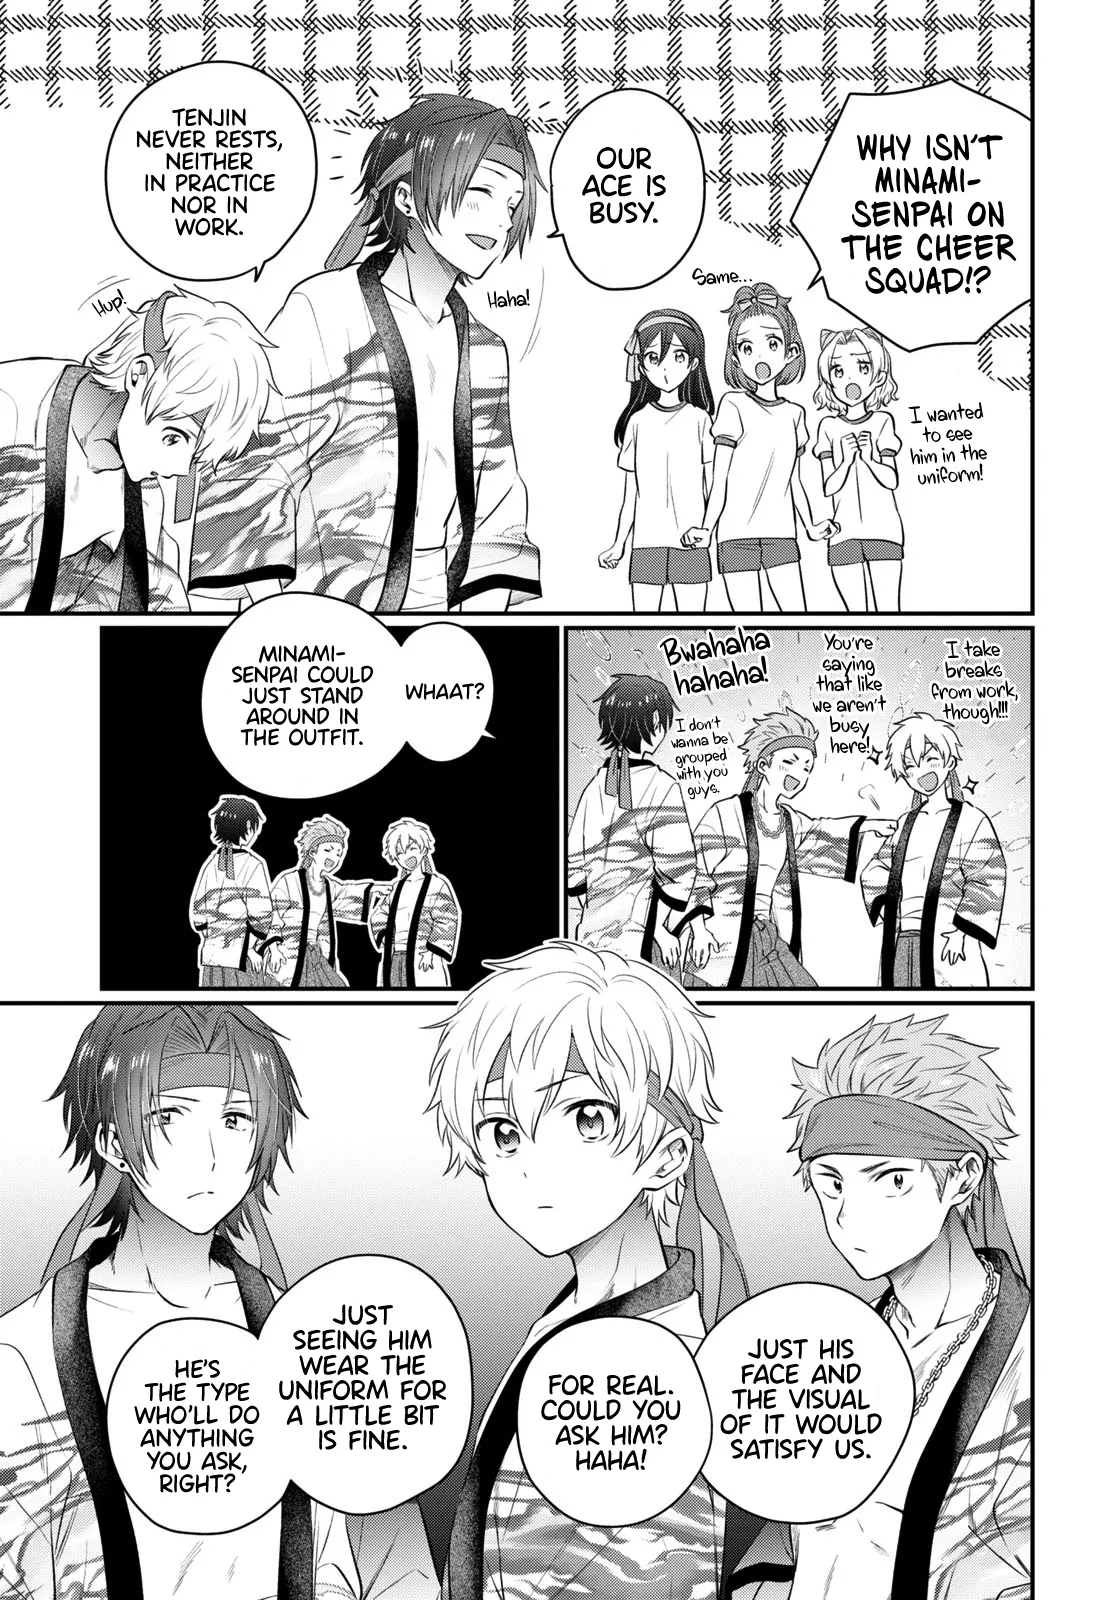 WHY ISN'T
MINAMI-
SENPAI ON
THE CHEER
SQUAD!?
I wanted
to see
him in the
uniform!
Same...
OUR
ACE IS
BUSY.
Haha!
TENJIN
NEVER RESTS,
NEITHER
IN PRACTICE
NOR IN
WORK.
Hup!
I take
breaks
from work,
though!!!
You're
saying
that like
we aren't
busy
here!
Bwahaha
hahaha!
I don't
wanna be
grouped
with you
guys.
WHAAT?
MINAMI-
SENPAI COULD
JUST STAND
AROUND IN
THE OUTFIT.
JUST HIS
FACE AND
THE VISUAL
OF IT WOULD
SATISFY US.
FOR REAL.
COULD YOU
ASK HIM?
HAHA!
JUST
SEEING HIM
WEAR THE
UNIFORM FOR
A LITTLE BIT
IS FINE.
HE'S
THE TYPE
WHO'LL DO
ANYTHING
YOU ASK,
RIGHT?